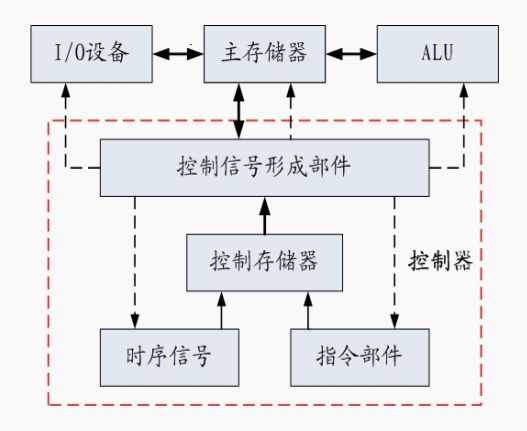 I/O设备
主存储器
ALU
控制信号形成部件
控制存储器
控制器
时序信号
指令部件